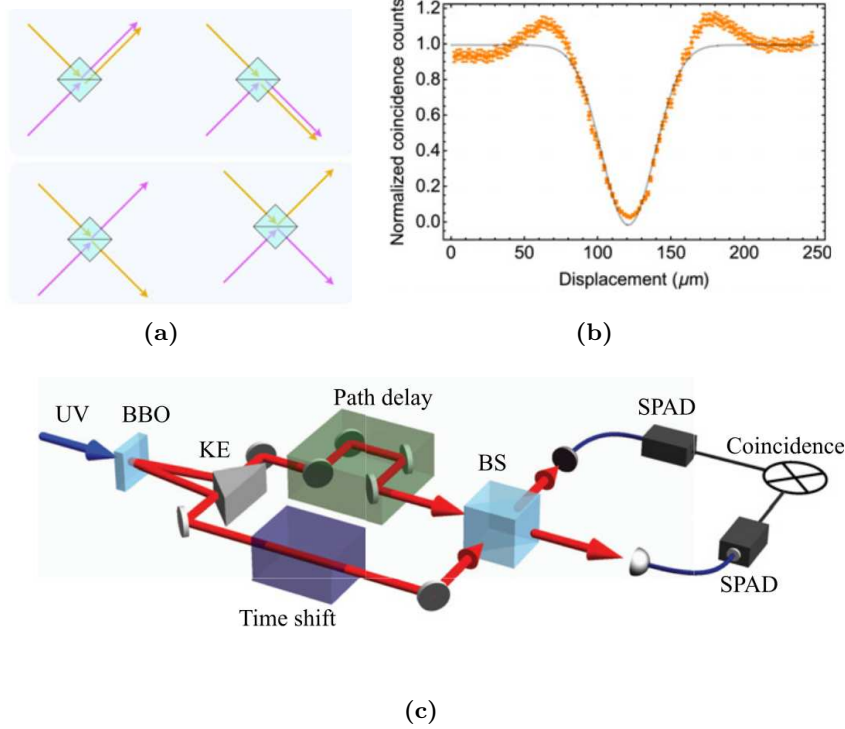 1.2
1.0
0.8
0.6
0.4
0.2
0.0
Normalized coincidence counts
0 50 100 150 200 250
Displacement (μm)
(a) (b)
Path delay
UV BBO KE BS SPAD
Coincidence
Time shift SPAD
(c)